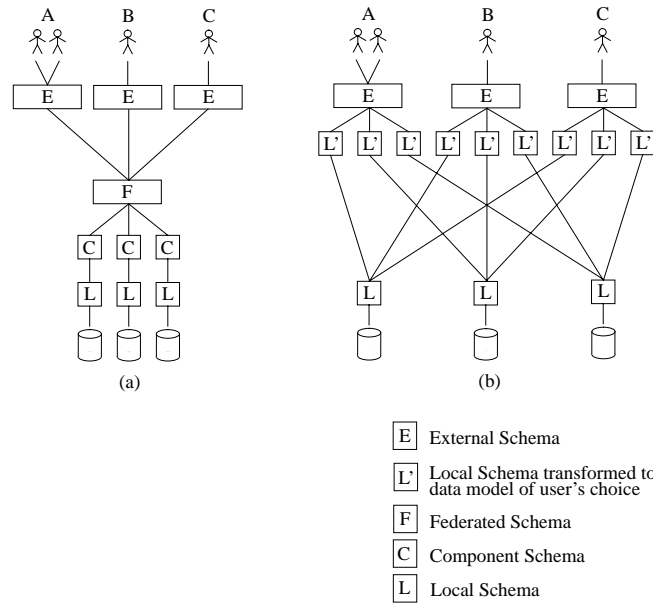 A B C
E E E
F
C C C
L L L
(a)
A B C
E E E
L' L' L' L' L' L' L' L' L'
L L L
(b)
E External Schema
L' Local Schema transformed to
data model of user's choice
F Federated Schema
C Component Schema
L Local Schema